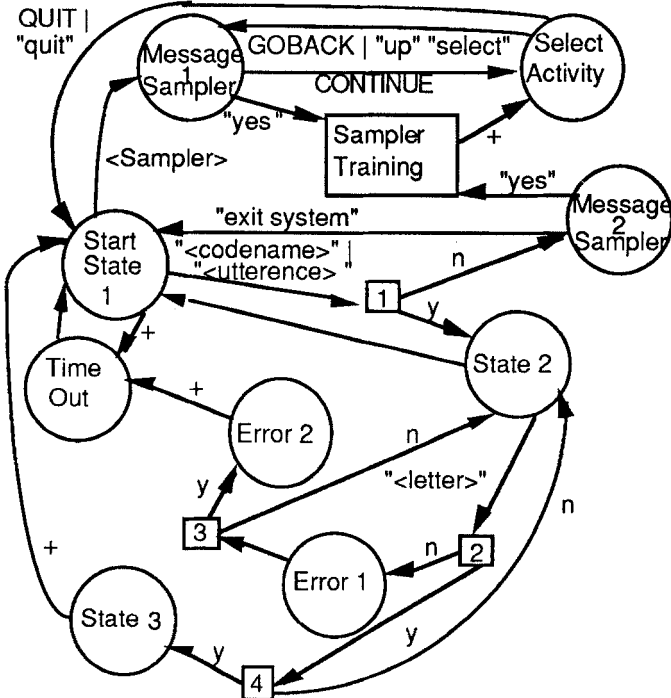 QUIT |
"quit"
Message
1
Sampler
GOBACK | "up" "select"
CONTINUE
Select
Activity
"yes"
Sampler
Training
+
<Sampler>
"yes"
Message
2
Sampler
"exit system"
Start
State
1
"<codename>" |
"<utterence> "
n
1
y
+
Time
Out
State 2
+
Error 2
n
"<letter>"
y
3
n
2
n
+
Error 1
State 3
y
y
4